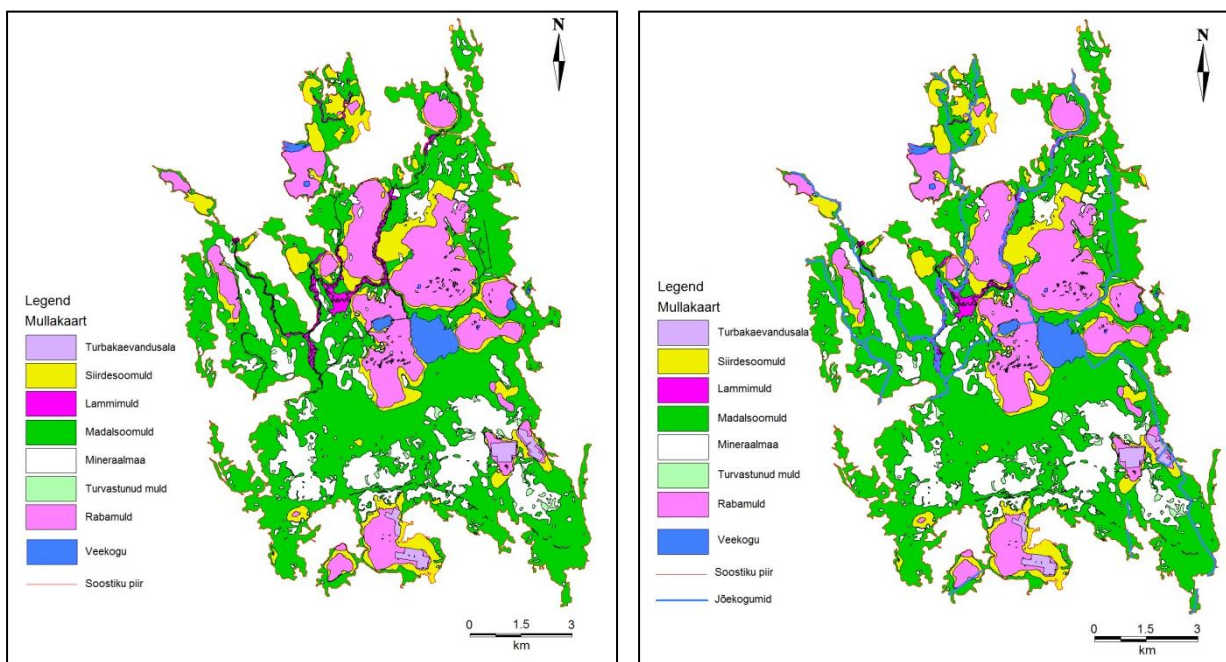 N
Legend
Mullakaart
Turbakaevandusala
Siirdesoomuld
Lammimuld
Madalsoomuld
Mineraalmaa
Turvastunud muld
Rabamuld
Veekogu
Soostiku piir
0 1.5 3
km
N
Legend
Mullakaart
Turbakaevandusala
Siirdesoomuld
Lammimuld
Madalsoomuld
Mineraalmaa
Turvastunud muld
Rabamuld
Veekogu
Soostiku piir
Jõekogumid
0 1.5 3
km